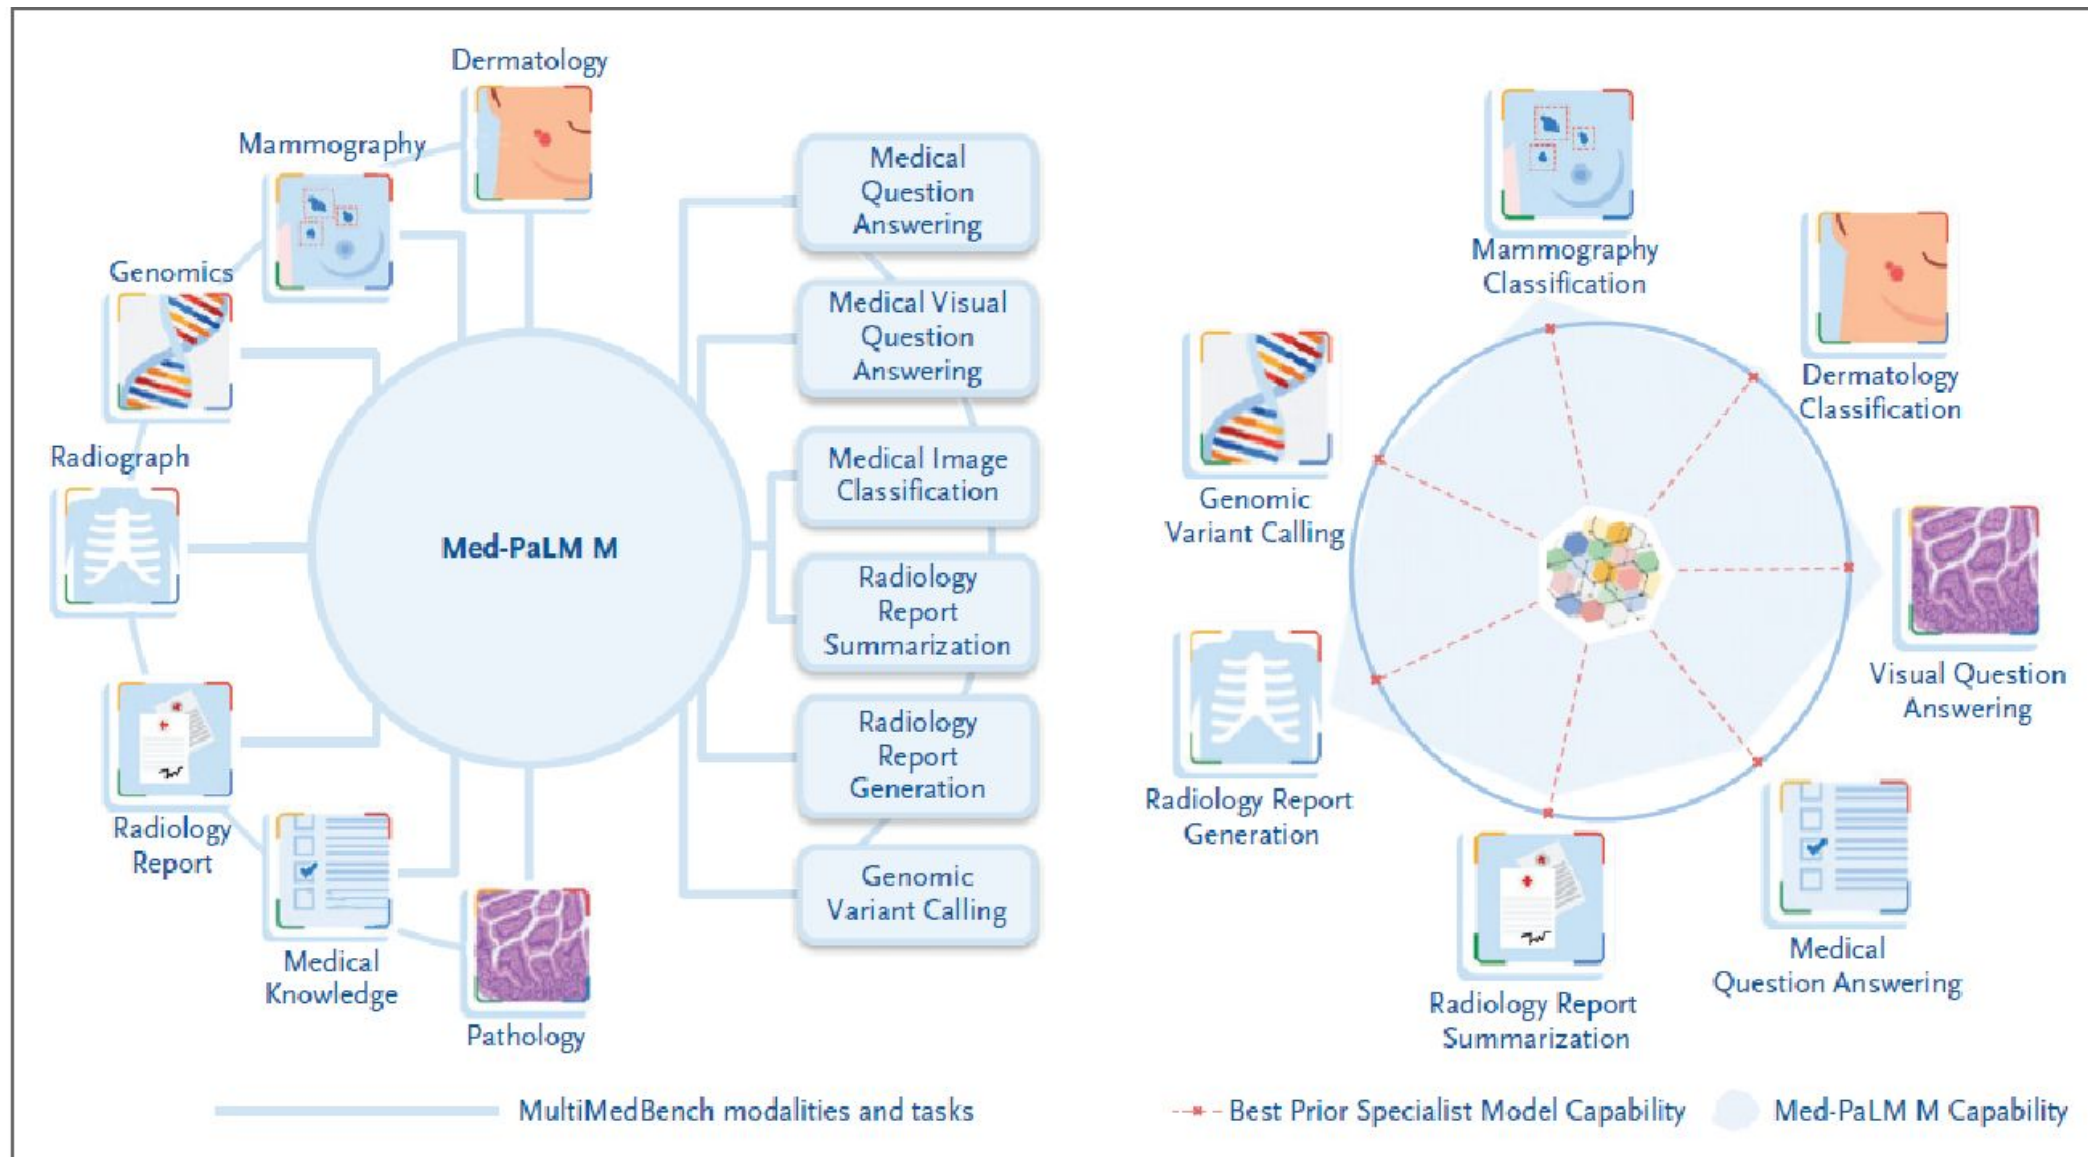 Dermatology
Mammography
Genomics
Radiograph
Radiology
Report
Medical
Knowledge
Pathology
Med-PaLM M
Medical
Question
Answering
Medical Visual
Question
Answering
Medical Image
Classification
Radiology
Report
Summarization
Radiology
Report
Generation
Genomic
Variant Calling
MultiMedBench modalities and tasks
Mammography
Classification
Dermatology
Classification
Genomic
Variant Calling
Visual Question
Answering
Radiology Report
Generation
Medical
Question Answering
Radiology Report
Summarization
Best Prior Specialist Model Capability
Med-PaLM M Capability